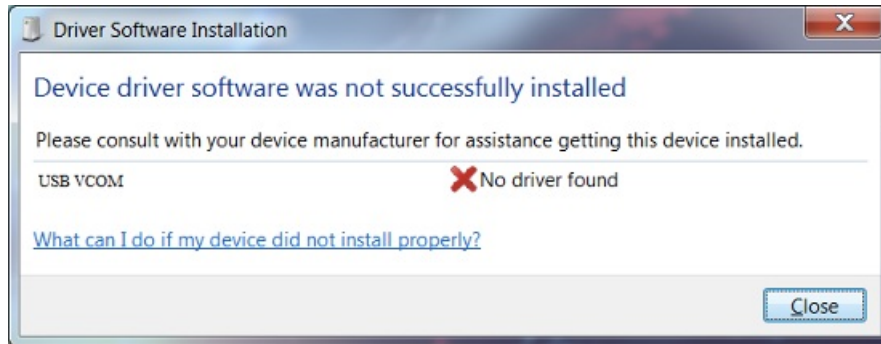 Driver Software Installation
Device driver software was not successfully installed
Please consult with your device manufacturer for assistance getting this device installed.
USB VCOM No driver found
What can I do if my device did not install properly?
Close